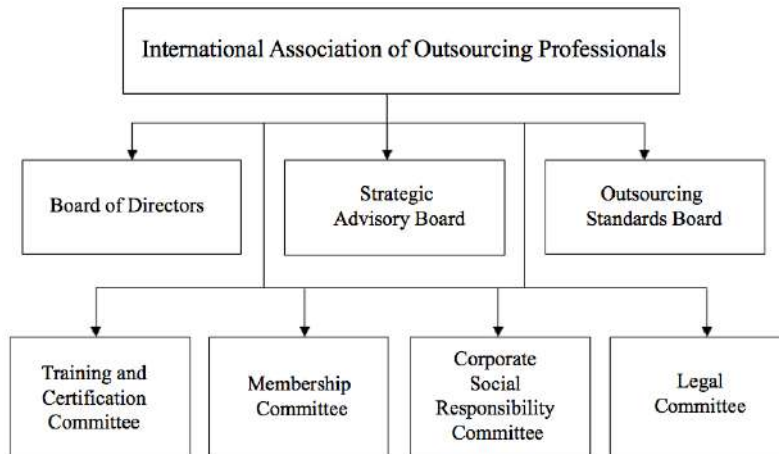 International Association of Outsourcing Professionals
Board of Directors
Strategic
Advisory Board
Outsourcing
Standards Board
Training and
Certification
Committee
Membership
Committee
Corporate
Social
Responsibility
Committee
Legal
Committee